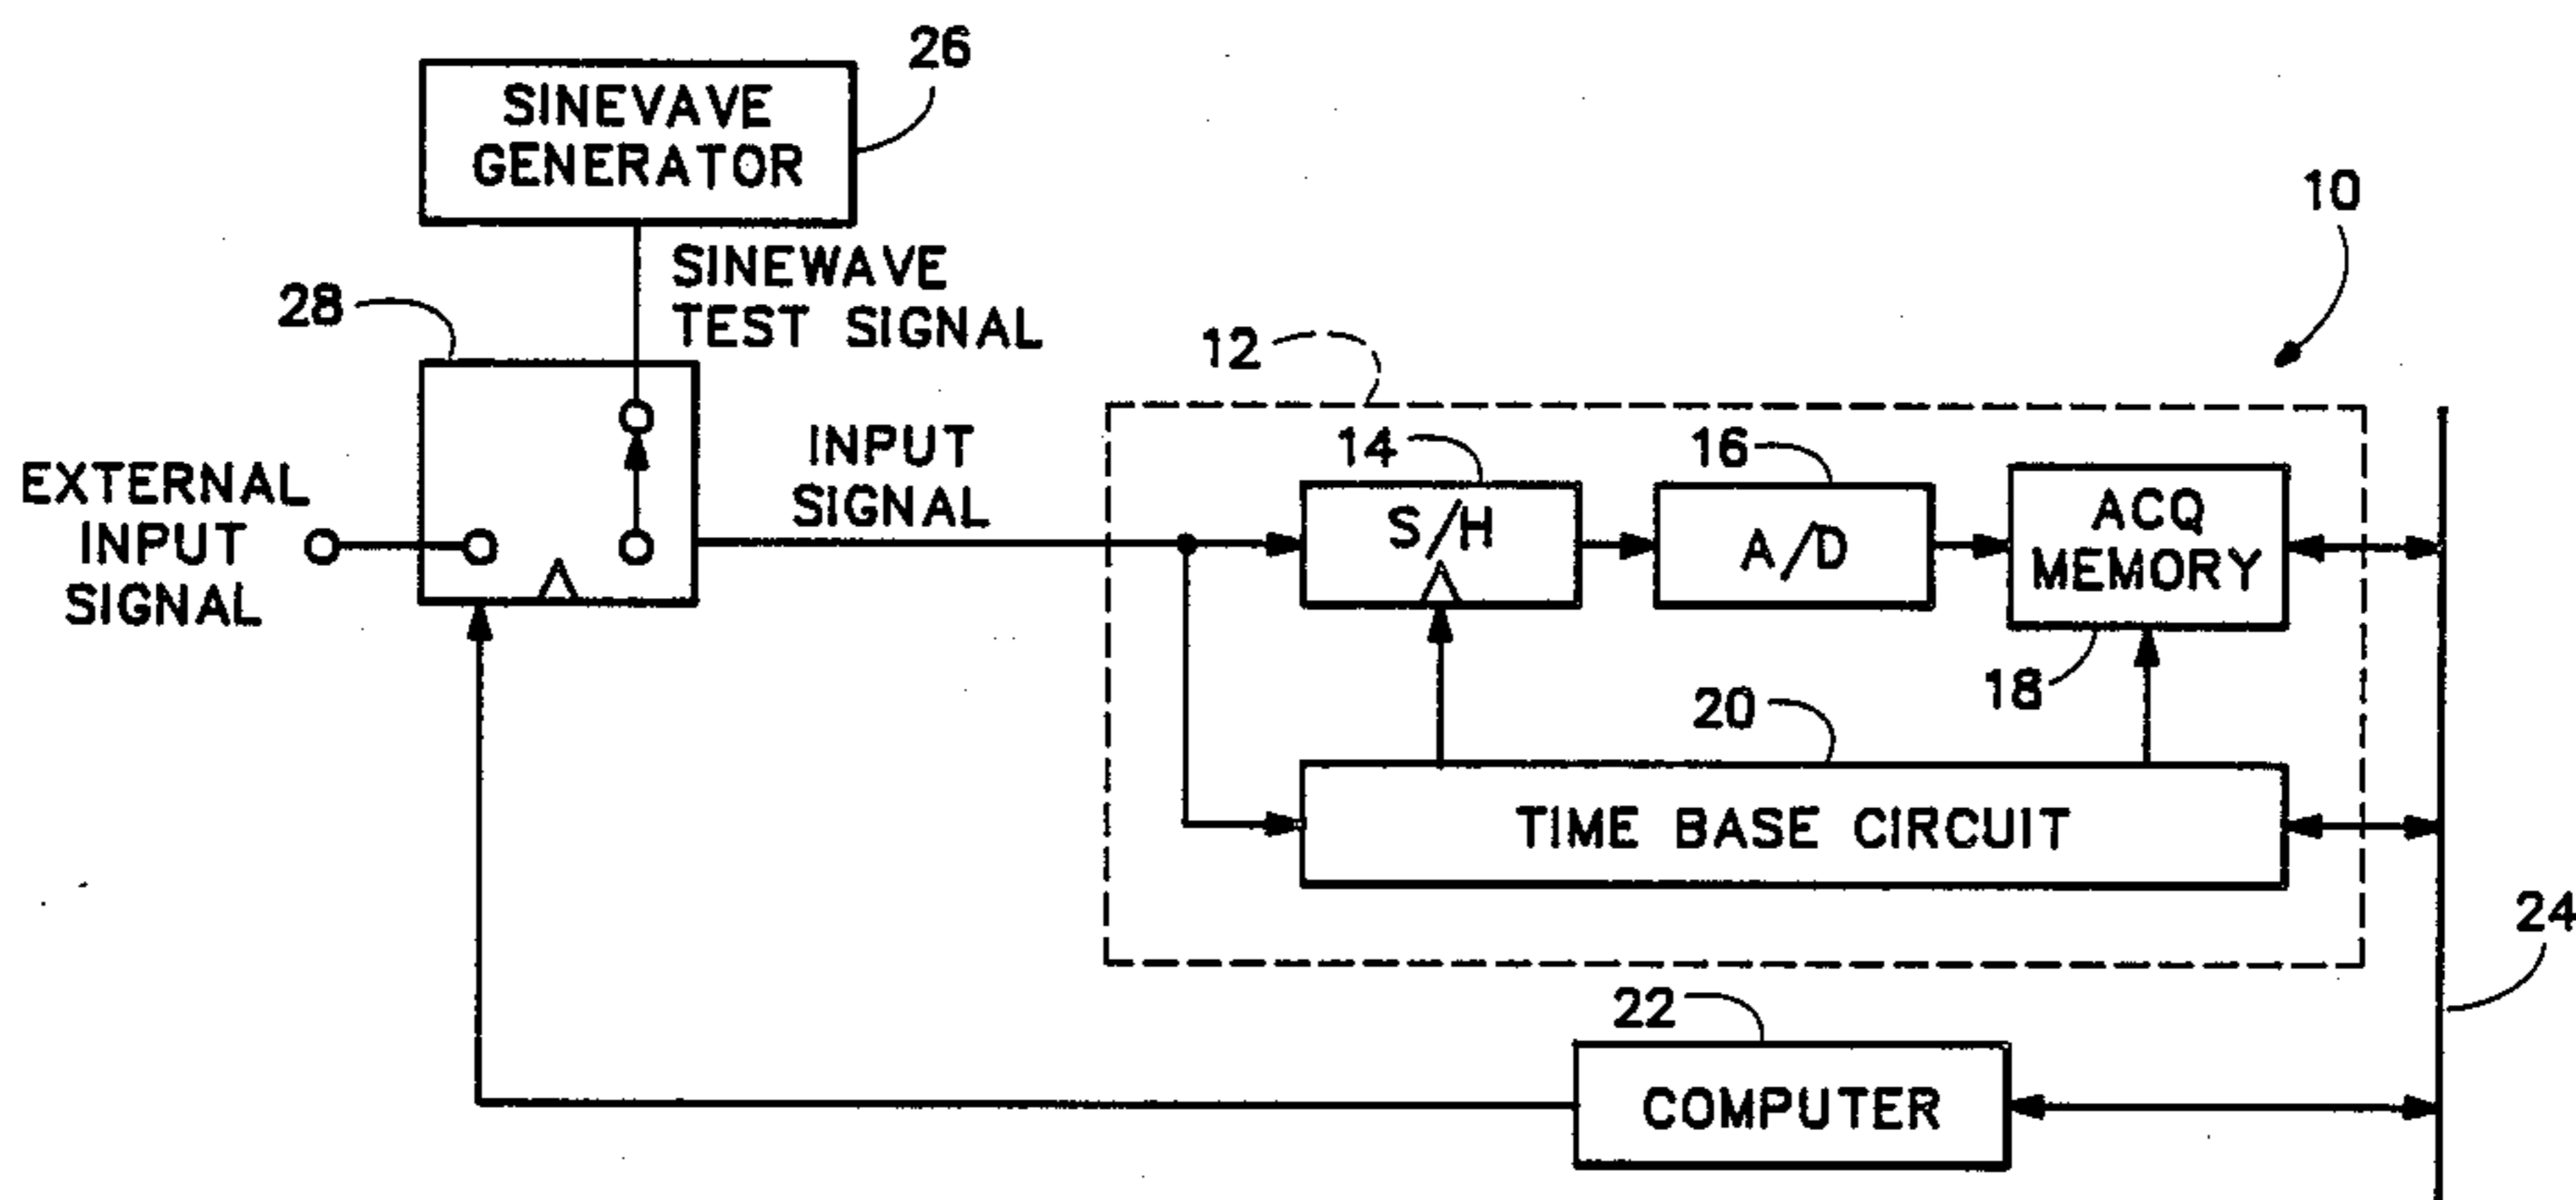 26
SINEVAVE
GENERATOR
10
SINEWAVE
TEST SIGNAL
28
12
INPUT
SIGNAL
14
16
EXTERNAL
INPUT
SIGNAL
S/H
A/D
ACQ
MEMORY
18
20
TIME BASE CIRCUIT
24
22
COMPUTER